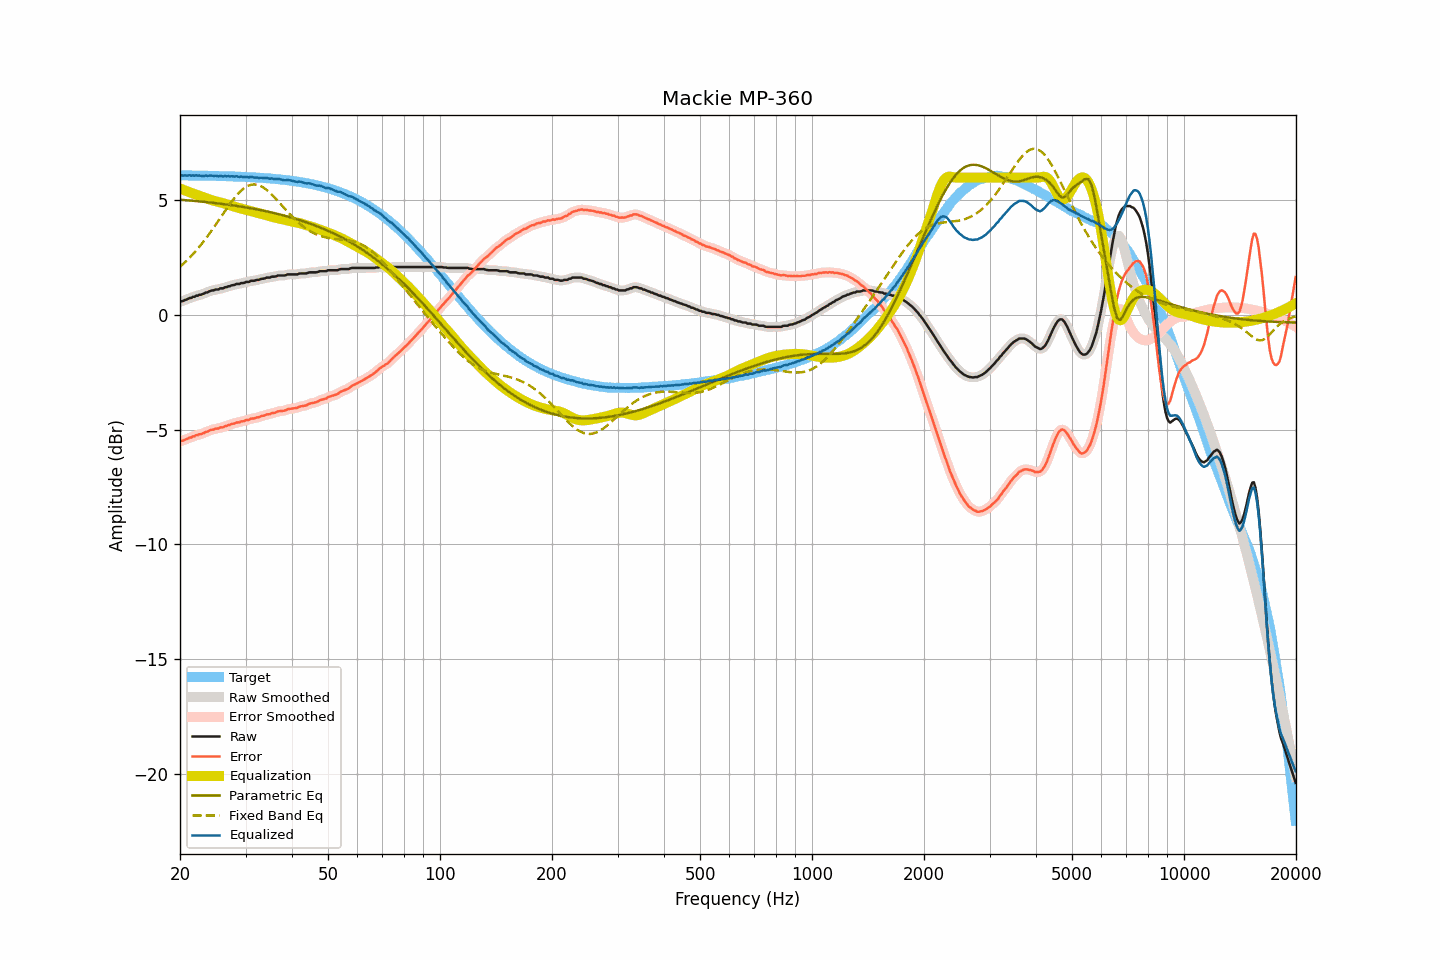 Mackie MP-360
Amplitude (dBr)
5
0
−5
−10
−15
−20
Target
Raw Smoothed
Error Smoothed
Raw
Error
Equalization
Parametric Eq
Fixed Band Eq
Equalized
20 50 100 200 500 1000 2000 5000 10000 20000
Frequency (Hz)